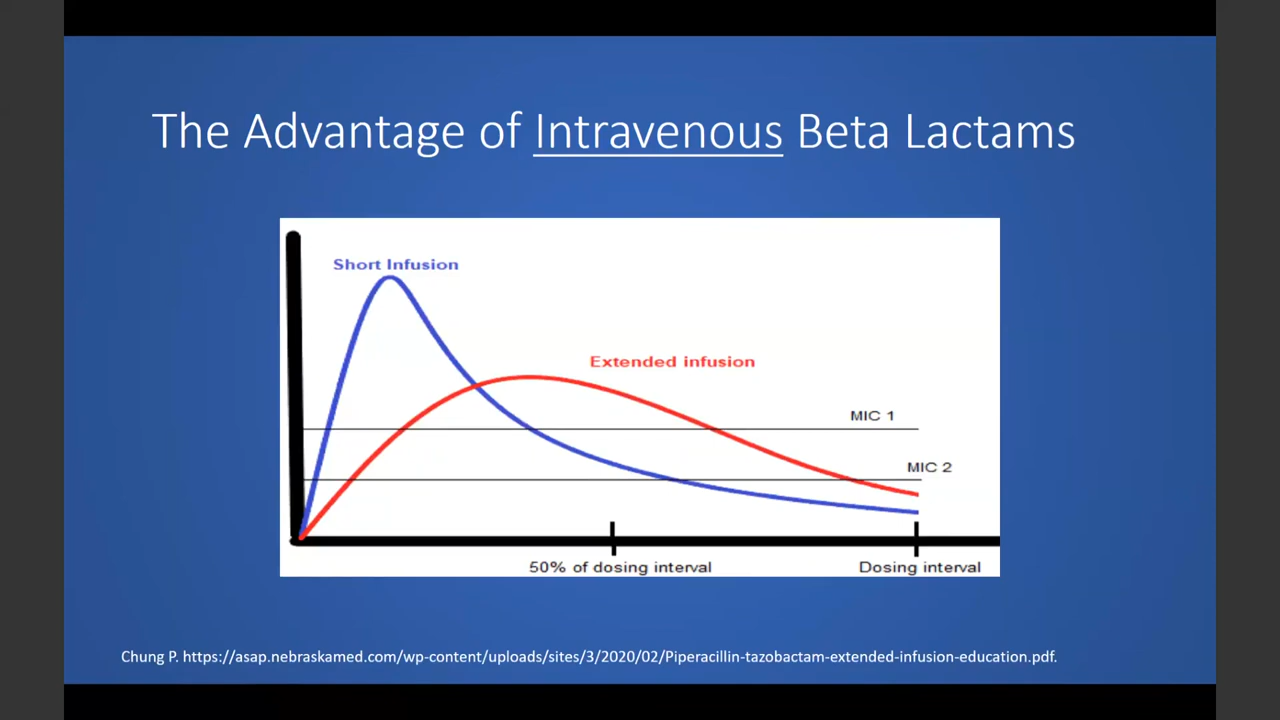 The Advantage of Intravenous Beta Lactams
Short Infusion
Extended infusion
MIC 1
MIC 2
50% of dosing interval
Dosing interval
Chung P. https://asap.nebraskamed.com/wp-content/uploads/sites/3/2020/02/Piperacillin-tazobactam-extended-infusion-education.pdf.